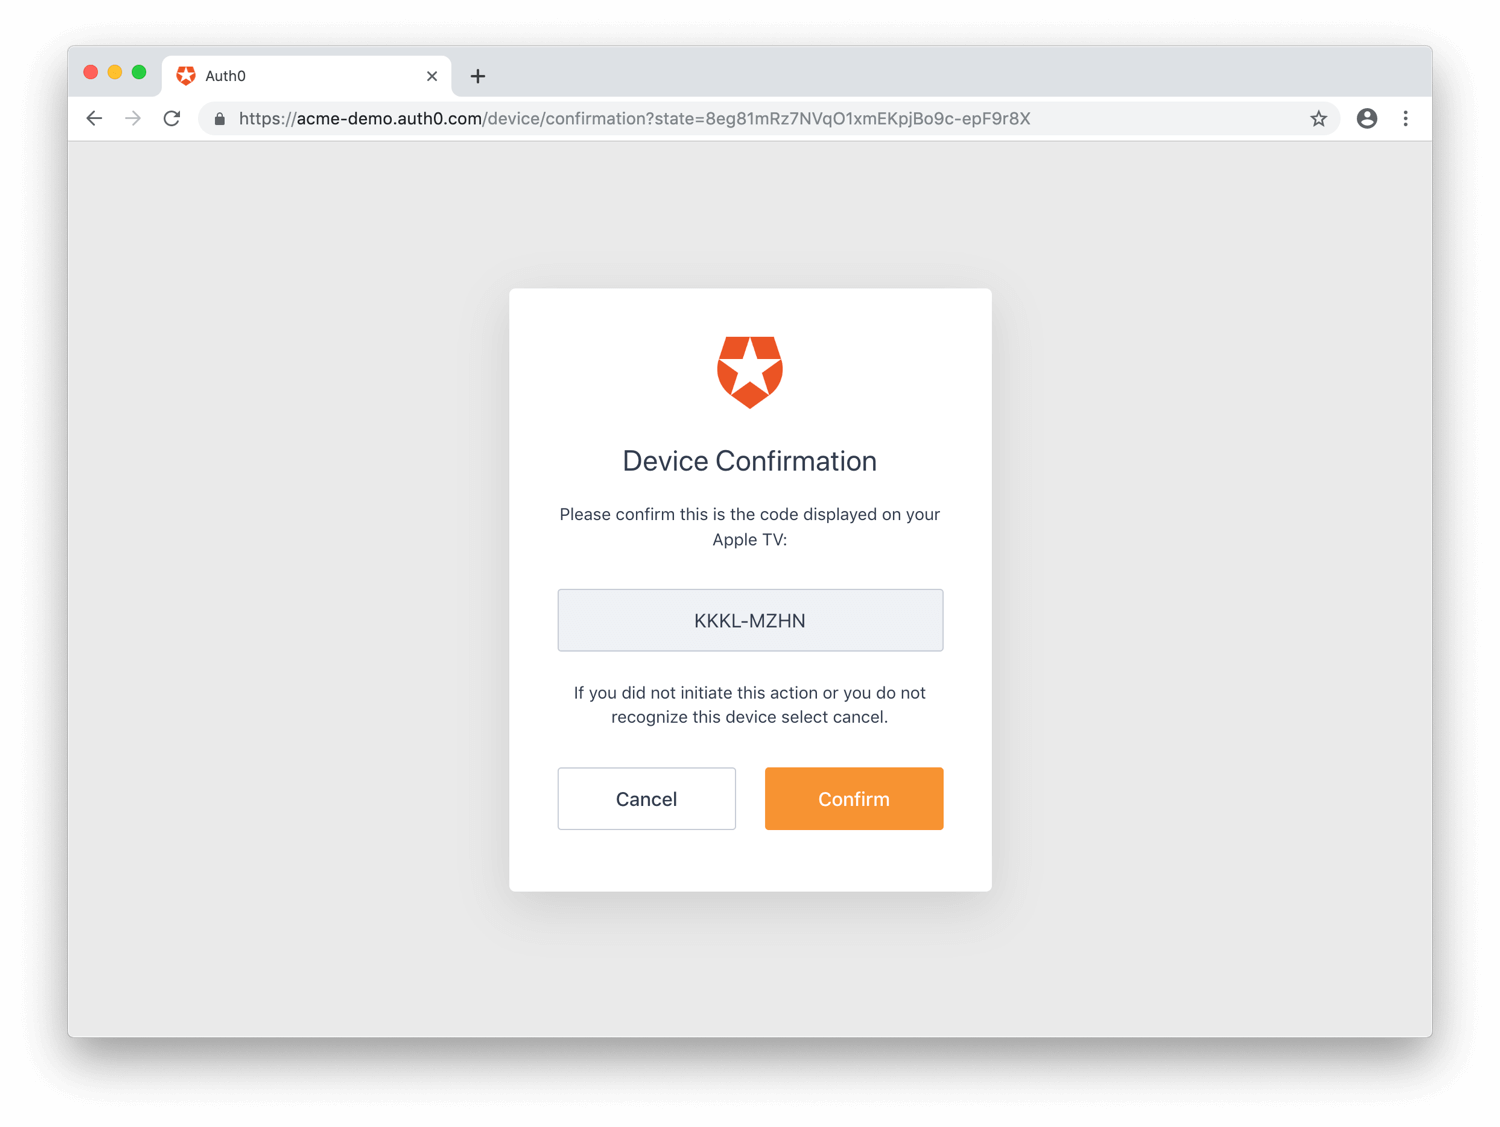 Auth0
https://acme-demo.auth0.com/device/confirmation?state=8eg81mRz7NVqO1xmEKpjBo9c-epF9r8X
Device Confirmation
Please confirm this is the code displayed on your
Apple TV:
KKKL-MZHN
If you did not initiate this action or you do not
recognize this device select cancel.
Cancel
Confirm